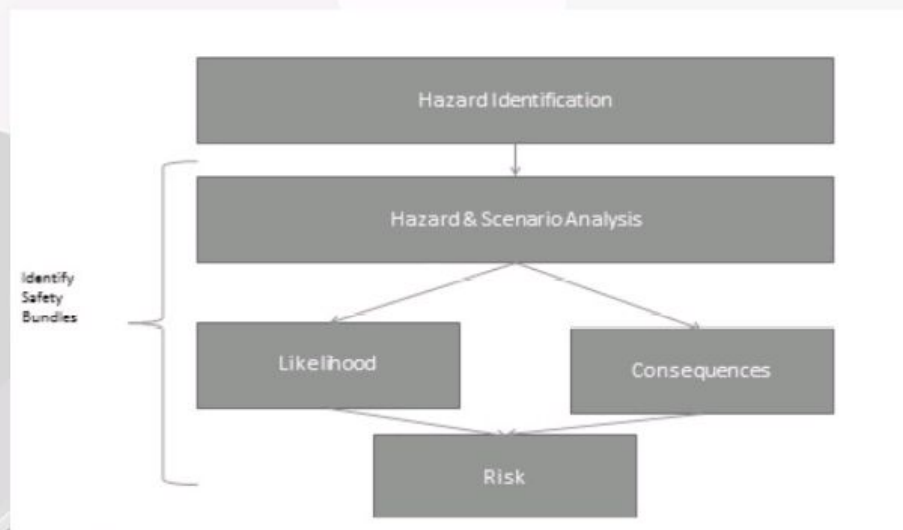 Hazard Identification
Hazard & Scenario Analysis
Identify
Safety
Bundles
Likelihood
Consequences
Risk